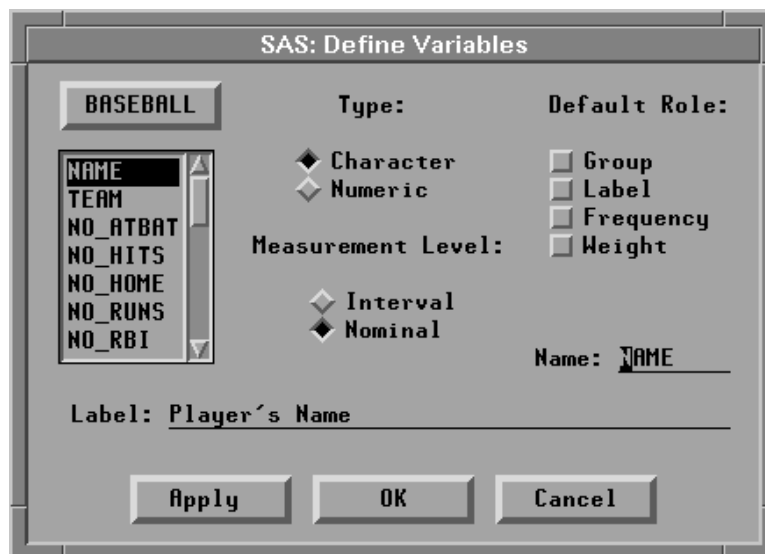 SAS: Define Variables
BASEBALL
Type:
Default Role:
NAME
TEAM
NO_ATBAT
NO_HITS
NO_HOME
NO_RUNS
NO_RBI
Character
Numeric
Measurement Level:
Interval
Nominal
Group
Label
Frequency
Weight
Name: NAME
Label: Player´s Name
Apply
OK
Cancel